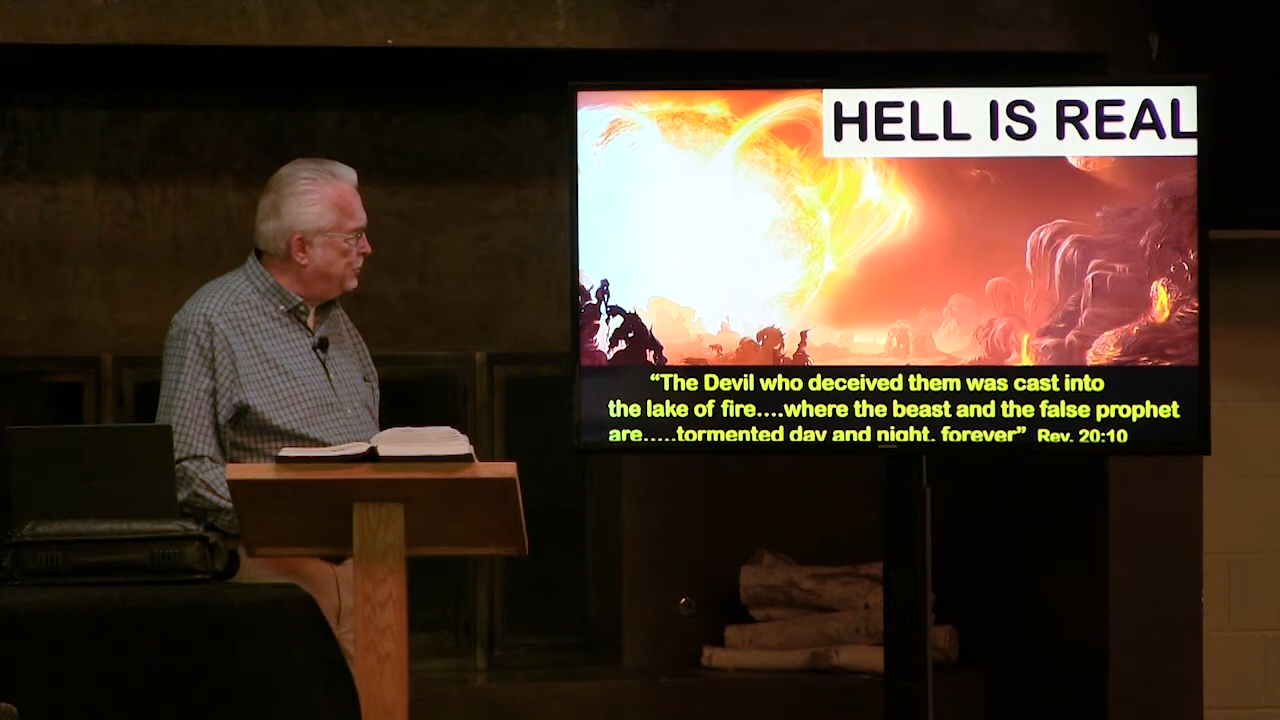 HELL IS REAL
“The Devil who deceived them was cast into
the lake of fire....where the beast and the false prophet
are.....tormented day and night, forever” Rev. 20:10